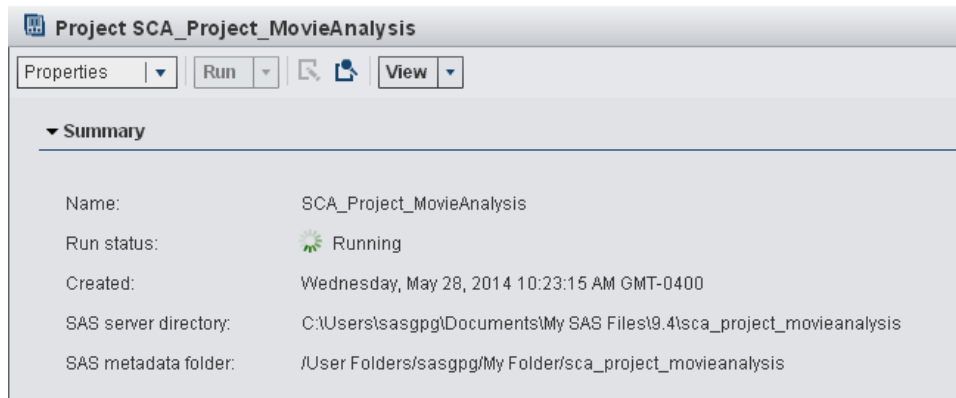 Project SCA_Project_MovieAnalysis
Properties Run View
Summary
Name: SCA_Project_MovieAnalysis
Run status: Running
Created: Wednesday, May 28, 2014 10:23:15 AM GMT-0400
SAS server directory: C:\Users\sasgpg\Documents\My SAS Files\9.4\sca_project_movieanalysis
SAS metadata folder: /User Folders/sasgpg/My Folder/sca_project_movieanalysis